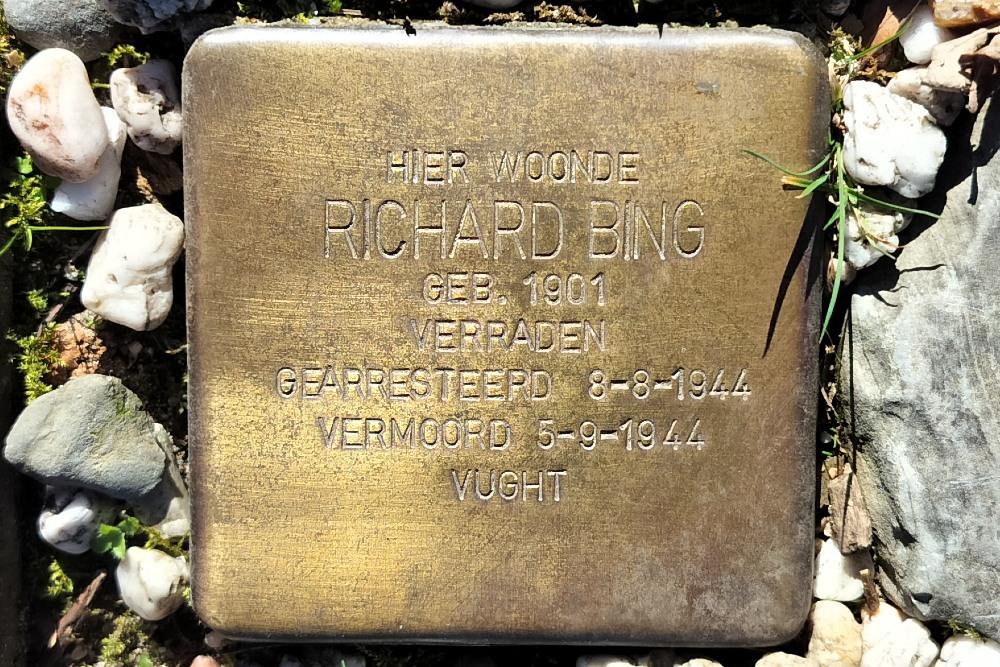 HIER WOONDE
RICHARD BING
GEB. 1901
VERRADEN
GEARRESTEERD 8-8-1944
VERMOORD 5-9-1944
VUGHT